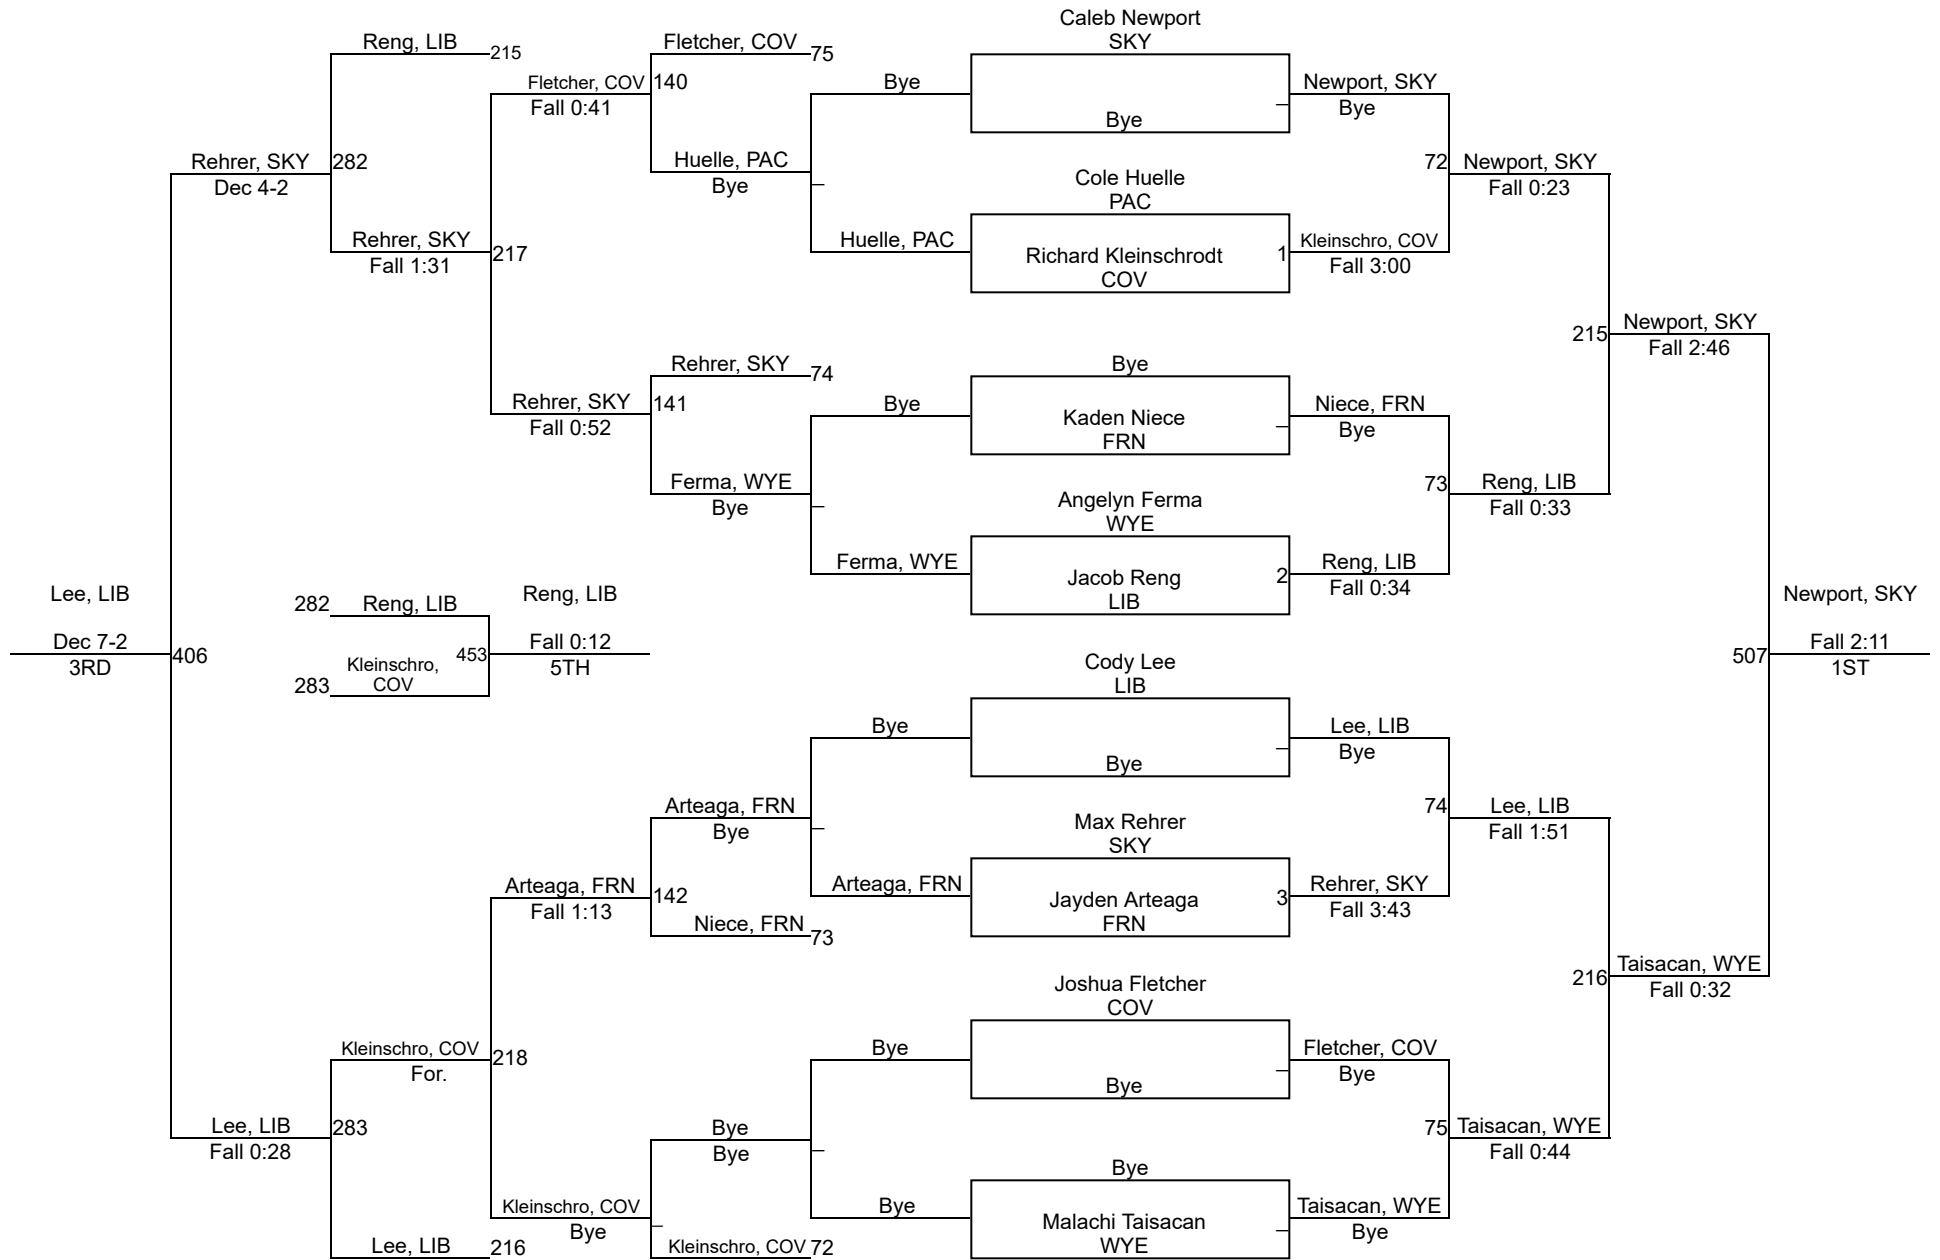 Caleb Newport
SKY
Reng, LIB
215
Fletcher, COV
75
Fletcher, COV
140
Bye
Newport, SKY
Fall 0:41
Bye
_
Bye
Rehrer, SKY
282
Huelle, PAC
72
Newport, SKY
Dec 4-2
Bye
_
Cole Huelle
PAC
Fall 0:23
Rehrer, SKY
217
Huelle, PAC
Richard Kleinschrodt
COV
1
Kleinschro, COV
Fall 1:31
Fall 3:00
215
Newport, SKY
Fall 2:46
Rehrer, SKY
74
Bye
Rehrer, SKY
141
Bye
Kaden Niece
FRN
_
Niece, FRN
Fall 0:52
Bye
Ferma, WYE
73
Reng, LIB
Bye
_
Angelyn Ferma
WYE
Fall 0:33
Ferma, WYE
Jacob Reng
LIB
2
Reng, LIB
Fall 0:34
Lee, LIB
282
Reng, LIB
Reng, LIB
Newport, SKY
Dec 7-2
406
453
Fall 0:12
507
Fall 2:11
3RD
283
Kleinschro,
COV
5TH
1ST
Cody Lee
LIB
Bye
Lee, LIB
Bye
_
Bye
Arteaga, FRN
74
Lee, LIB
Bye
_
Max Rehrer
SKY
Fall 1:51
Arteaga, FRN
142
Arteaga, FRN
Jayden Arteaga
FRN
3
Rehrer, SKY
Fall 1:13
Fall 3:43
Niece, FRN
73
216
Taisacan, WYE
Fall 0:32
Joshua Fletcher
COV
Kleinschro, COV
218
Bye
Fletcher, COV
For.
Bye
_
Bye
Lee, LIB
283
Bye
75
Taisacan, WYE
Fall 0:28
Bye
_
Fall 0:44
Bye
Kleinschro, COV
Bye
Malachi Taisacan
WYE
_
Taisacan, WYE
Bye
_
Bye
Lee, LIB
216
Kleinschro, COV
72